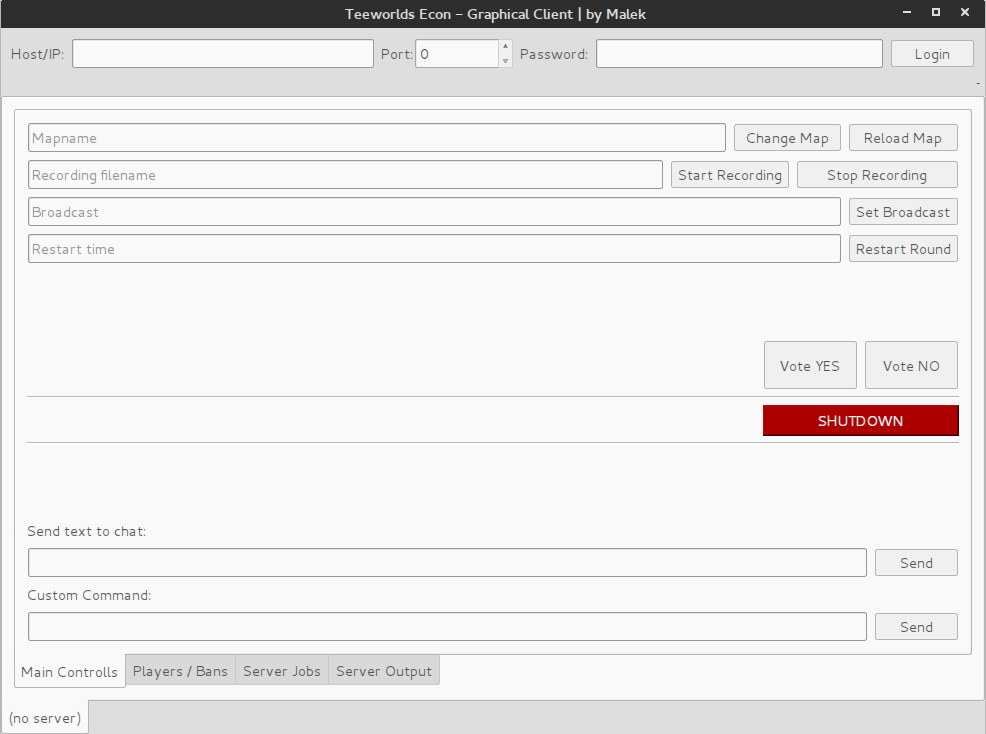 Teeworlds Econ - Graphical Client | by Malek
Host/IP: Port: 0 Password: Login
-
Mapname Change Map Reload Map
Recording filename Start Recording Stop Recording
Broadcast Set Broadcast
Restart time Restart Round
Vote YES Vote NO
SHUTDOWN
Send text to chat:
Send
Custom Command:
Send
Main Controlls Players / Bans Server Jobs Server Output
(no server)